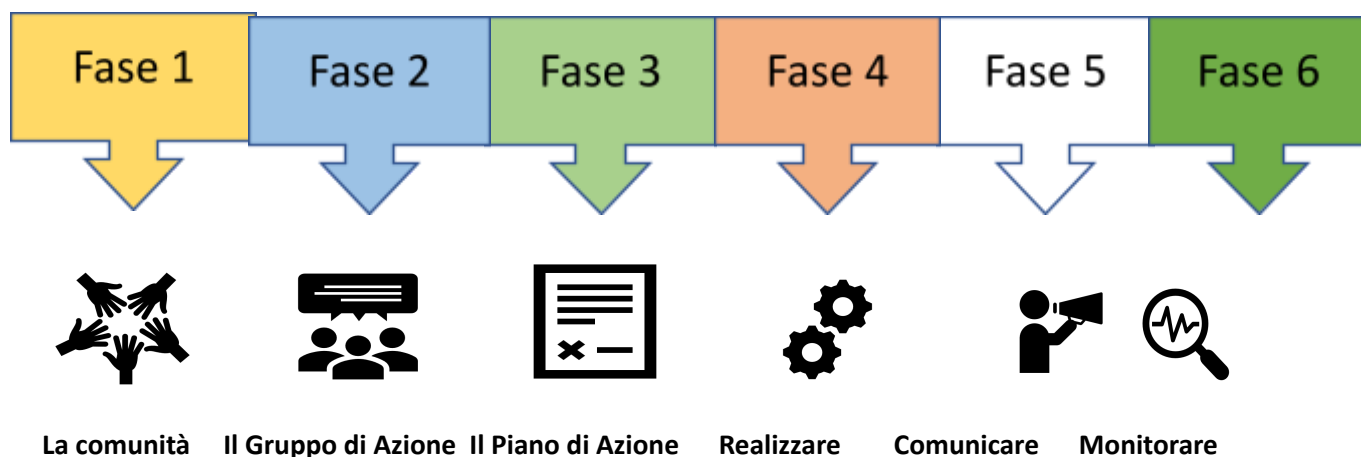 Fase 1 Fase 2 Fase 3 Fase 4 Fase 5 Fase 6
La comunità Il Gruppo di Azione Il Piano di Azione Realizzare Comunicare Monitorare